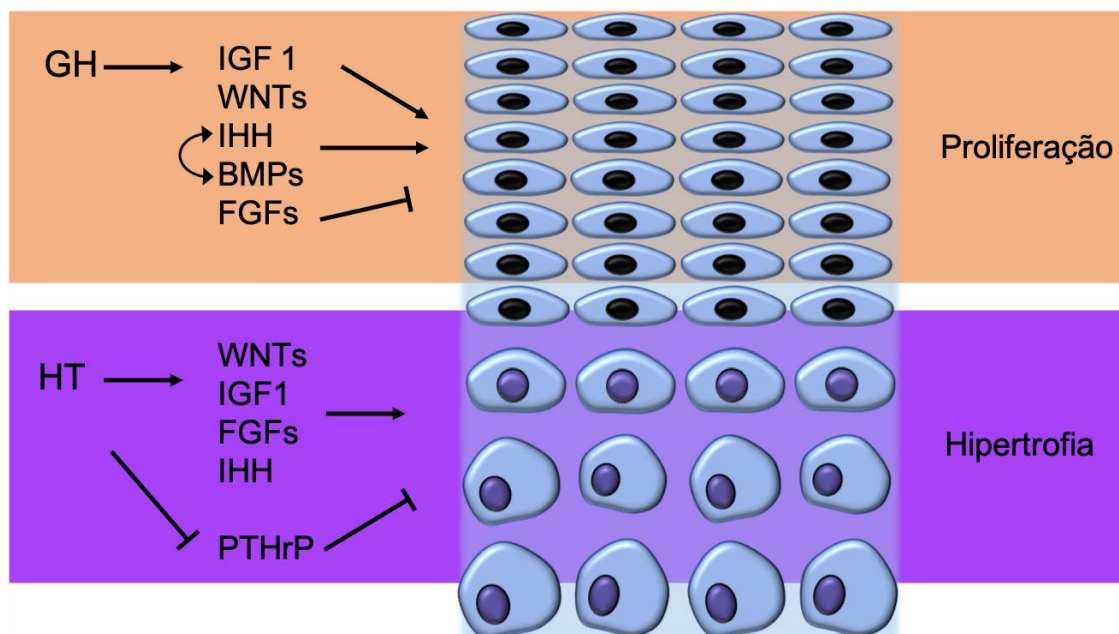 GH
IGF 1
WNTs
IHH
BMPs
FGFs
Proliferação
HT
WNTs
IGF1
FGFs
IHH
PTHrP
Hipertrofia